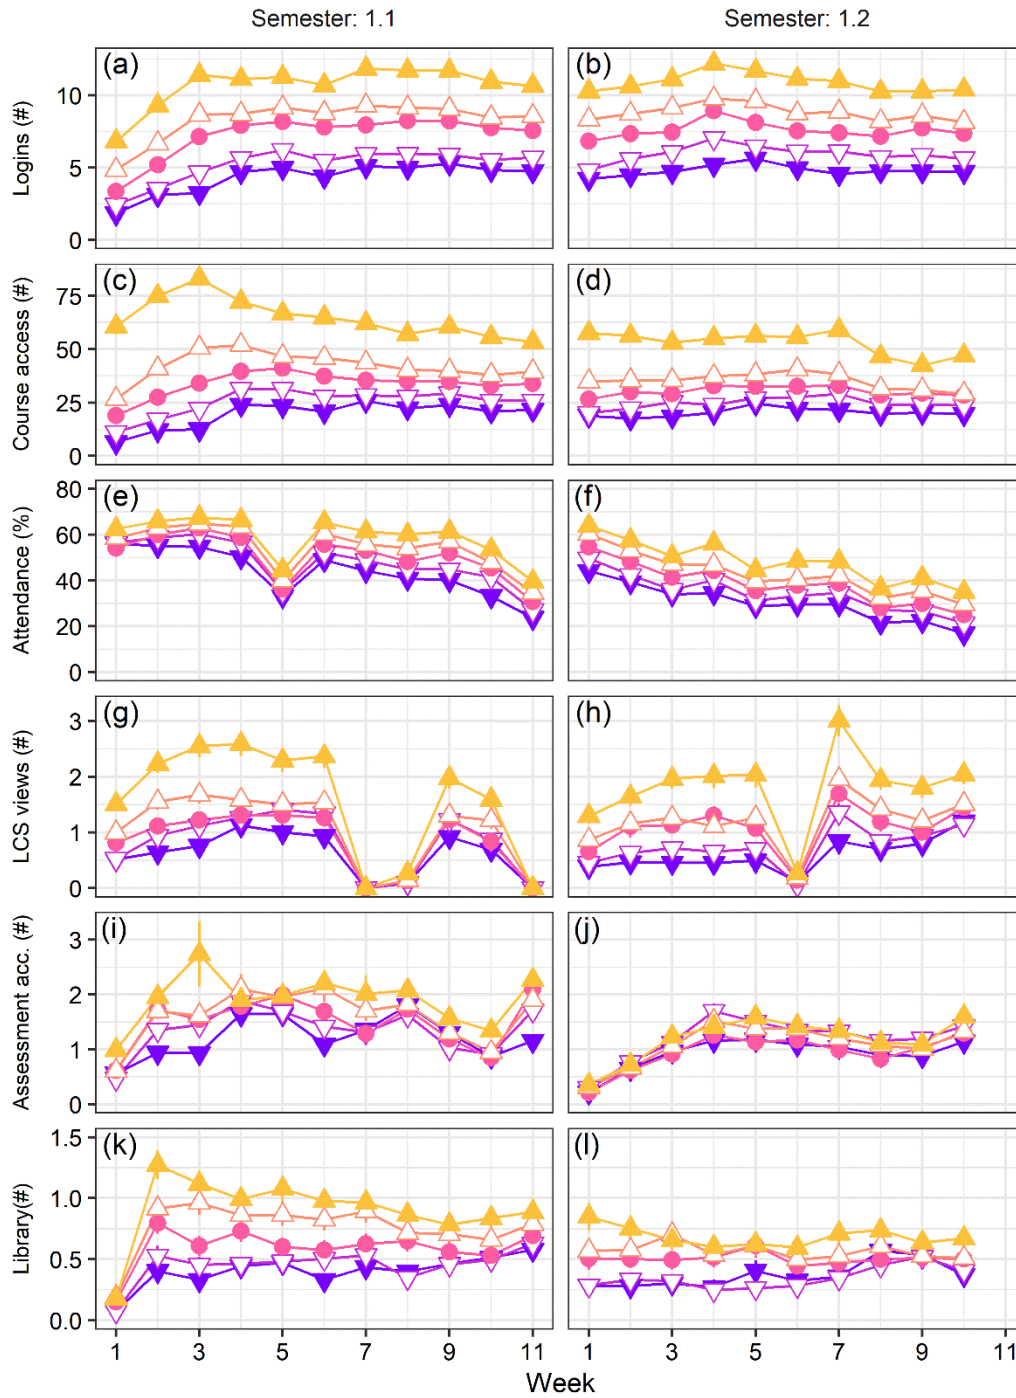 Semester: 1.1
Semester: 1.2
(a)
(b)
Logins (#)
10
5
0
(c)
(d)
Course access (#)
75
50
25
0
(e)
(f)
Attendance (%)
80
60
40
20
0
(g)
(h)
LCS views (#)
3
2
1
0
(i)
(j)
Assessment acc. (#)
3
2
1
0
(k)
(l)
Library(#)
1.5
1.0
0.5
0.0
1 3 5 7 9 11
1 3 5 7 9 11
Week